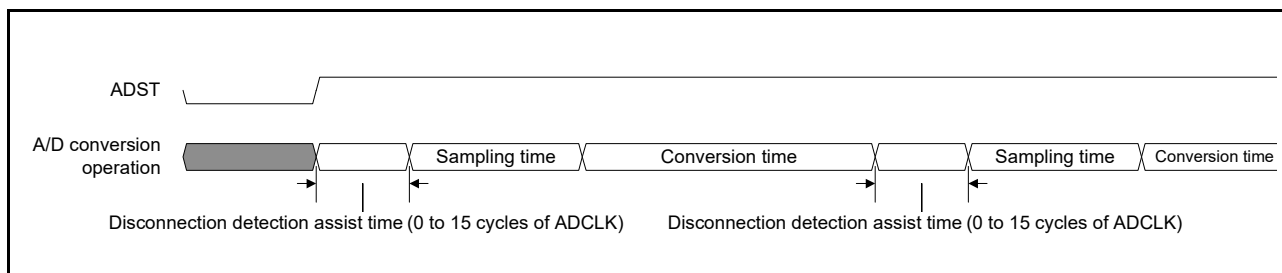 ADST
A/D conversion
operation
Sampling time
Conversion time
Sampling time
Conversion time
Disconnection detection assist time (0 to 15 cycles of ADCLK)
Disconnection detection assist time (0 to 15 cycles of ADCLK)